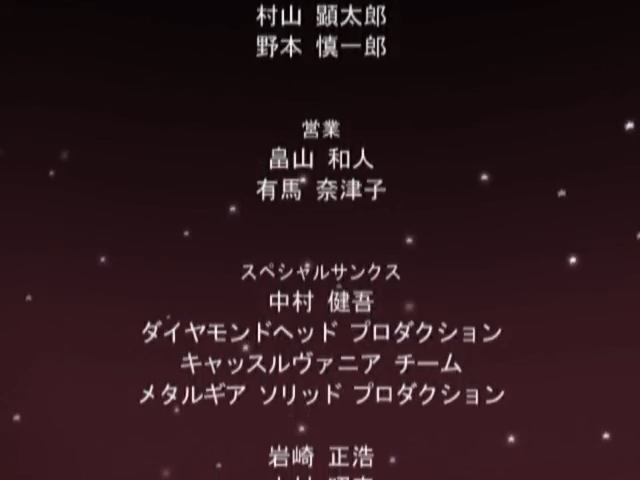 村山 顕太郎
野本 慎一郎
営業
畠山 和人
有馬 奈津子
スペシャルサンクス
中村 健吾
ダイヤモンドヘッド プロダクション
キャッスルヴァニア チーム
メタルギア ソリッド プロダクション
岩崎 正浩